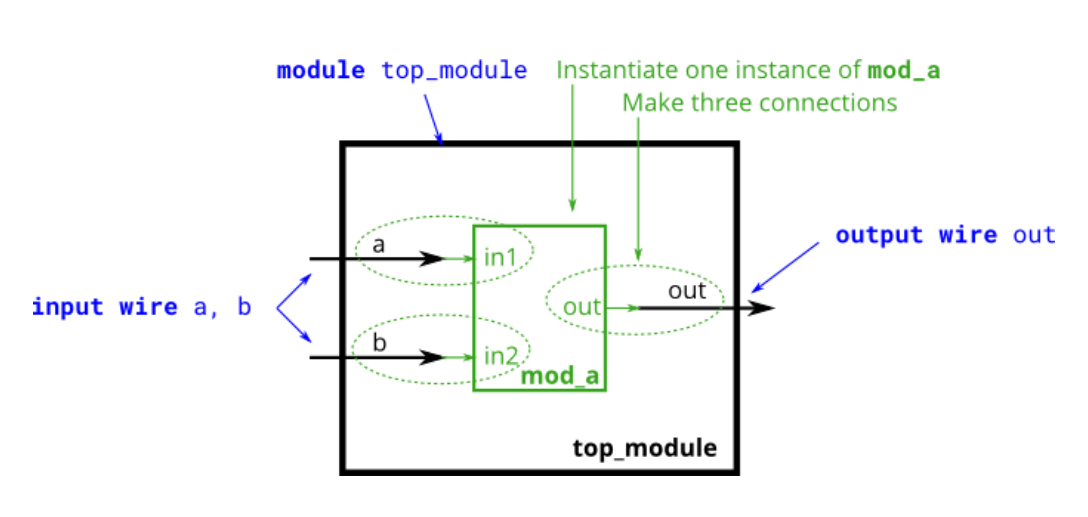 module top_module
Instantiate one instance of mod_a
Make three connections
output wire out
a
in1
input wire a, b
out
out
b
in2
mod_a
top_module